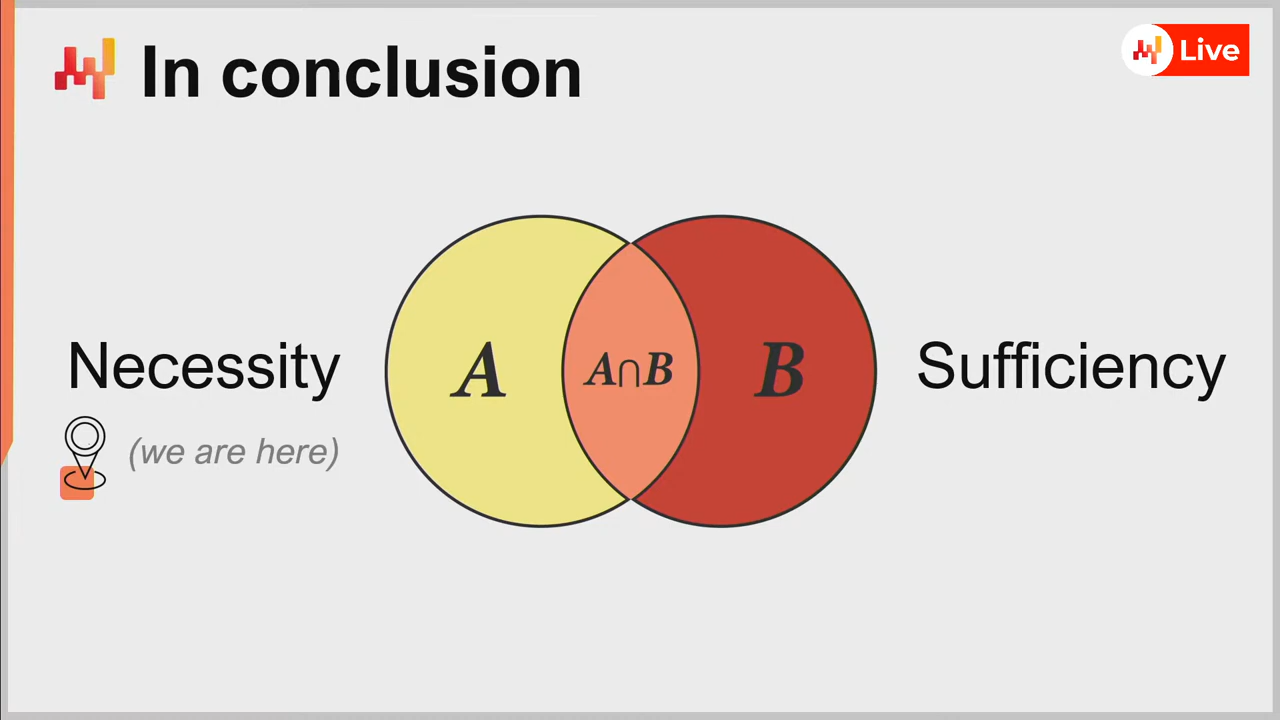 In conclusion
Live
Necessity
A
A∩B
B
Sufficiency
(we are here)